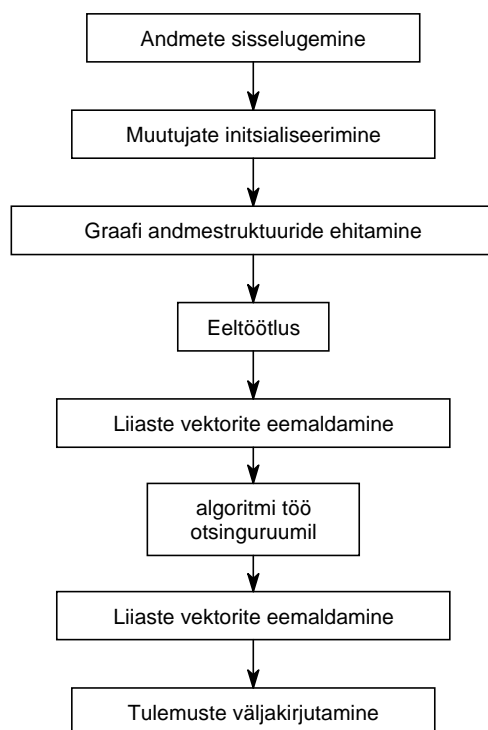 Andmete sisselugemine
Muutujate initsialiseerimine
Graafi andmestruktuuride ehitamine
Eeltöötlus
Liiaste vektorite eemaldamine
algoritmi töö
otsinguruumil
Liiaste vektorite eemaldamine
Tulemuste väljakirjutamine